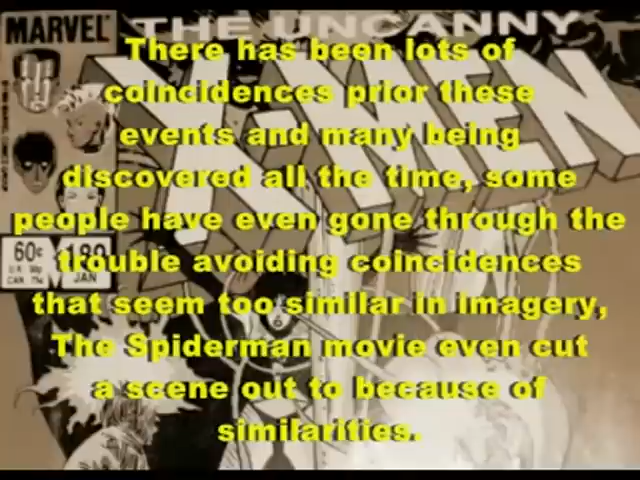 MARVEL
THE UNCANNY
X-MEN
There has been lots of
coincidences prior these
events and many being
discovered all the time, some
people have even gone through the
60¢
189
JAN
trouble avoiding coincidences
that seem too similar in imagery,
The Spiderman movie even cut
a scene out to because of
similarities.